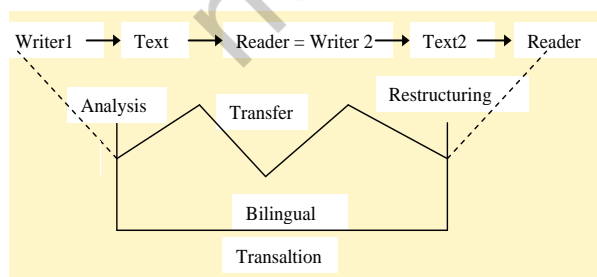 Writer1 Text Reader = Writer 2 Text2 Reader
Analysis Transfer Restructuring
Bilingual
Transaltion